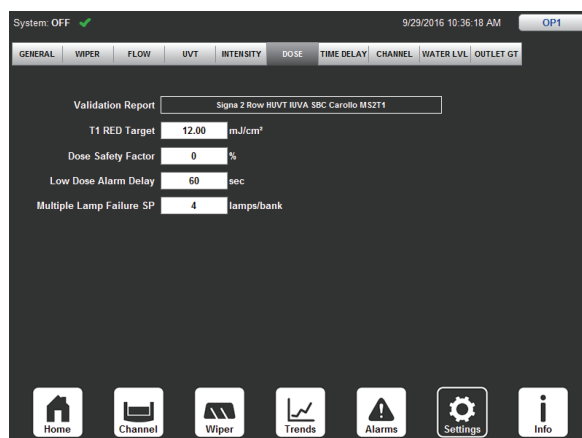 System: OFF 9/29/2016 10:36:18 AM OP1
GENERAL WIPER FLOW UVT INTENSITY DOSE TIME DELAY CHANNEL WATER LVL OUTLET GT
Validation Report Signa 2 Row HUVT IUVA SBC Carollo MS2T1
T1 RED Target 12.00 mJ/cm²
Dose Safety Factor 0 %
Low Dose Alarm Delay 60 sec
Multiple Lamp Failure SP 4 lamps/bank
Home Channel Wiper Trends Alarms Settings Info